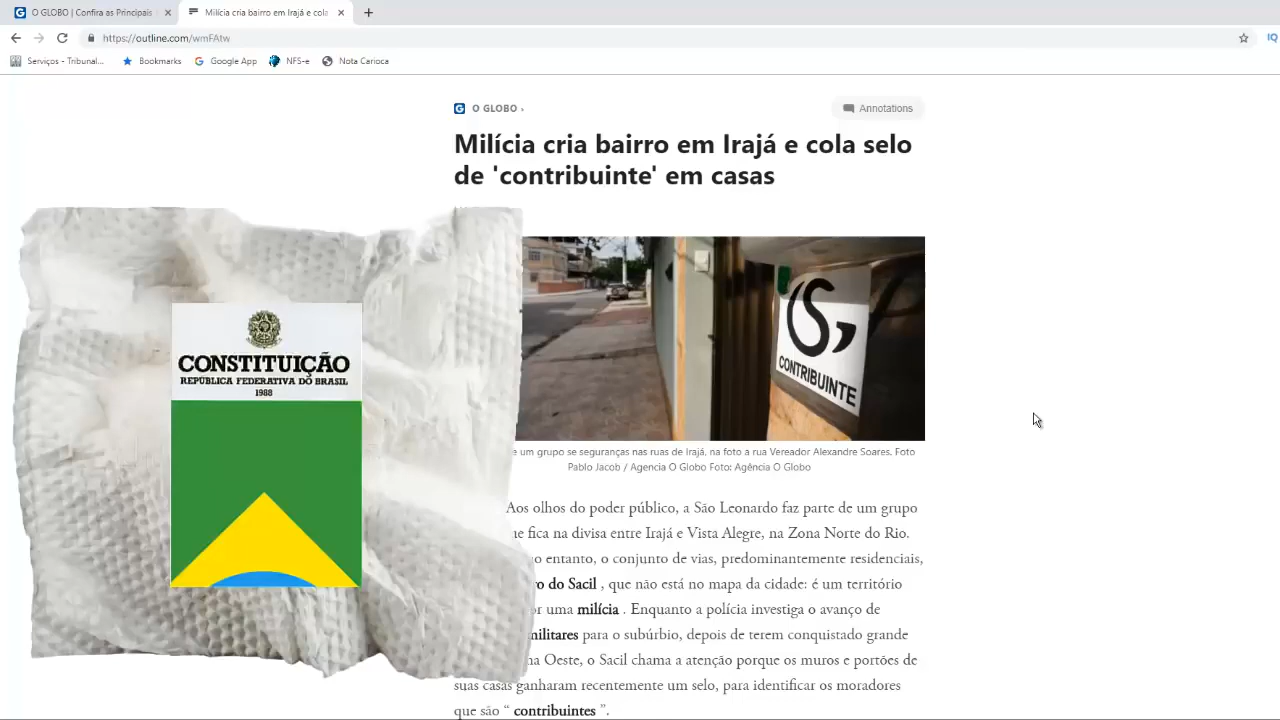 O GLOBO | Confira as Principais
Milícia cria bairro em Irajá e cola
https://outline.com/wmFAtw
IQ
Serviços - Tribunal...
Bookmarks
Google App
NFS-e
Nota Carioca
O GLOBO ›
Annotations
Milícia cria bairro em Irajá e cola selo
de 'contribuinte' em casas
CONTRIBUINTE
CONSTITUIÇÃO
REPÚBLICA FEDERATIVA DO BRASIL
1988
e um grupo se seguranças nas ruas de Irajá, na foto a rua Vereador Alexandre Soares. Foto
Pablo Jacob / Agencia O Globo Foto: Agência O Globo
Aos olhos do poder público, a São Leonardo faz parte de um grupo
fica na divisa entre Irajá e Vista Alegre, na Zona Norte do Rio.
entanto, o conjunto de vias, predominantemente residenciais,
do Sacil , que não está no mapa da cidade: é um território
uma milícia . Enquanto a polícia investiga o avanço de
militares para o subúrbio, depois de terem conquistado grande
Oeste, o Sacil chama a atenção porque os muros e portões de
suas casas ganharam recentemente um selo, para identificar os moradores
que são “ contribuintes ”.